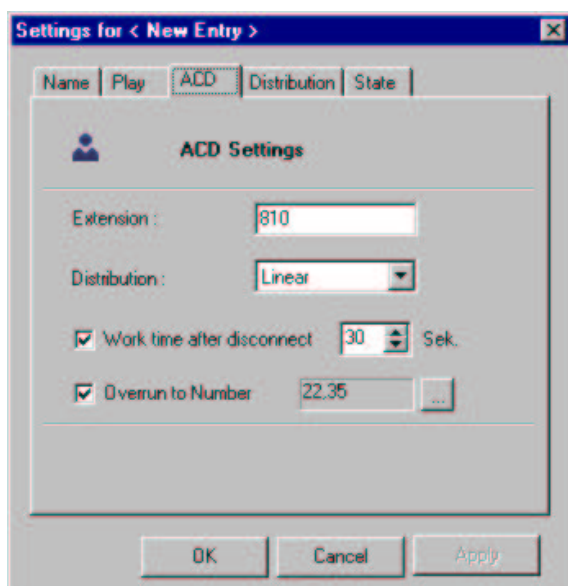 Settings for < New Entry >
Name Play ACD Distribution State
ACD Settings
Extension : 810
Distribution : Linear
Work time after disconnect 30 Sek.
Overrun to Number 22,35 ...
OK Cancel Apply